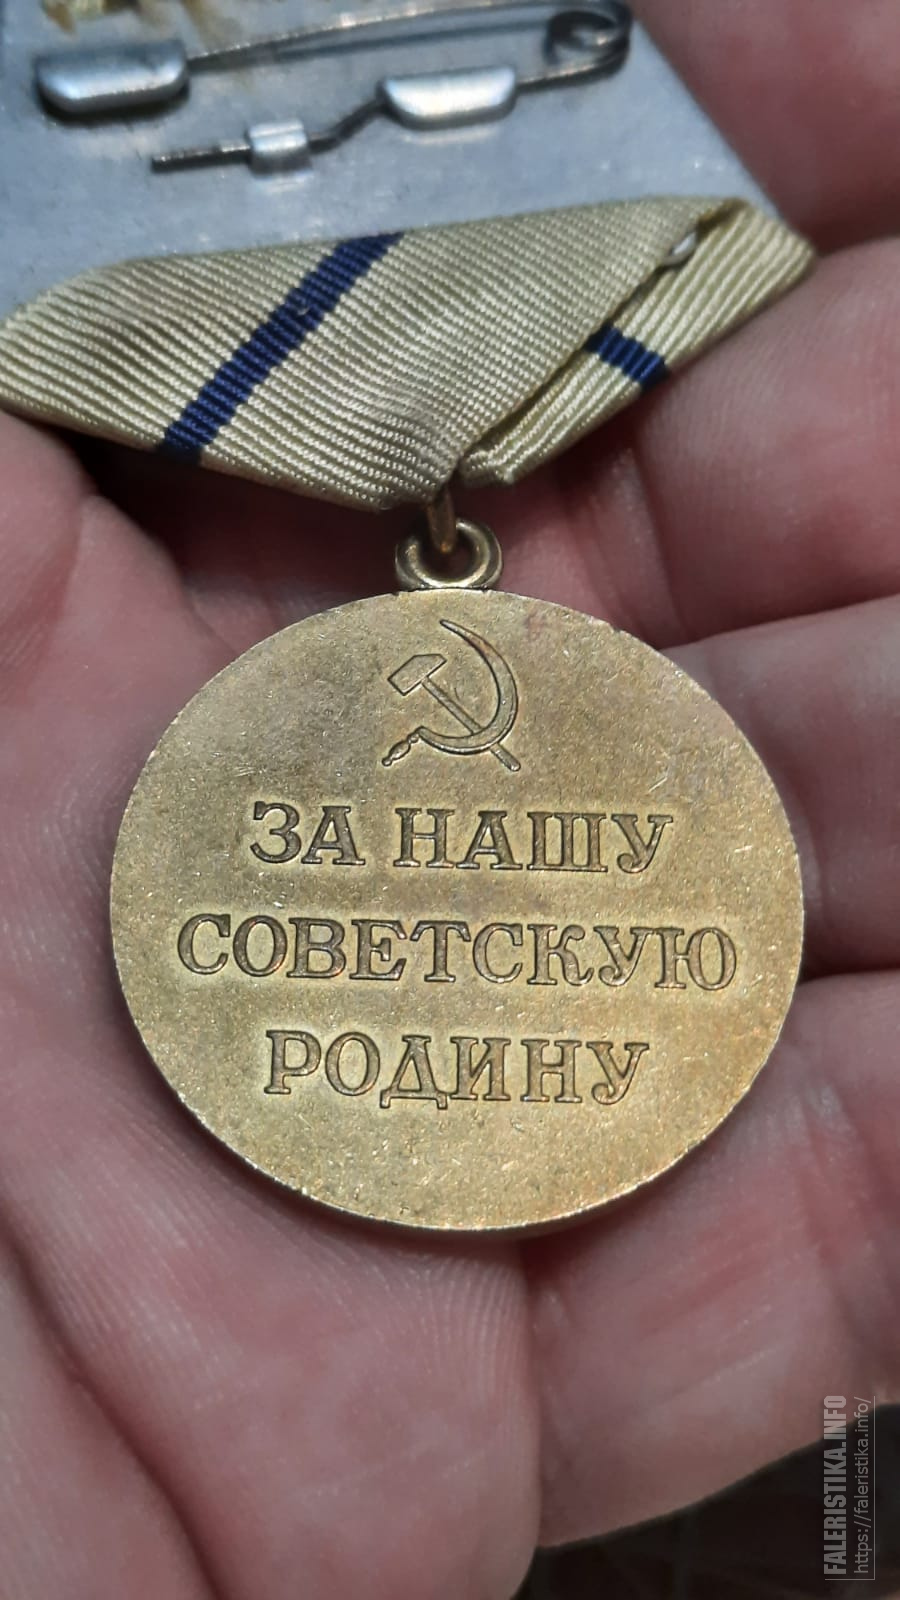 ЗА НАШУ
СОВЕТСКУЮ
РОДИНУ
FALERISTIKA.INFO
https://faleristika.info/